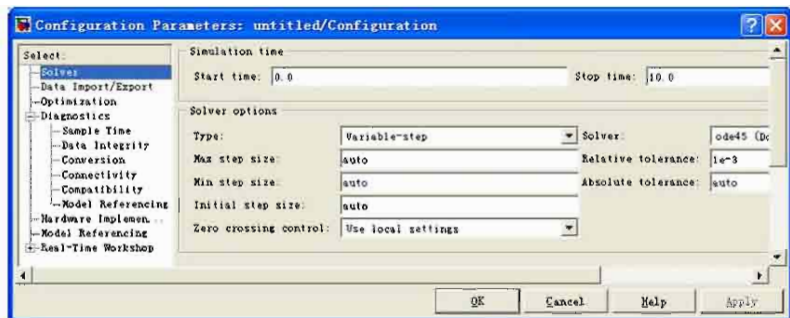 Configuration Parameters: untitled/Configuration
Select:
Solver
Data Import/Export
Optimization
Diagnostics
Sample Time
Data Integrity
Conversion
Connectivity
Compatibility
Model Referencing
Hardware Implemen...
Model Referencing
Real-Time Workshop
Simulation time
Start time: 0.0 Stop time: 10.0
Solver options
Type: Variable-step Solver: ode45 (Do
Max step size: auto Relative tolerance: 1e-3
Min step size: auto Absolute tolerance: auto
Initial step size: auto
Zero crossing control: Use local settings
OK Cancel Help Apply